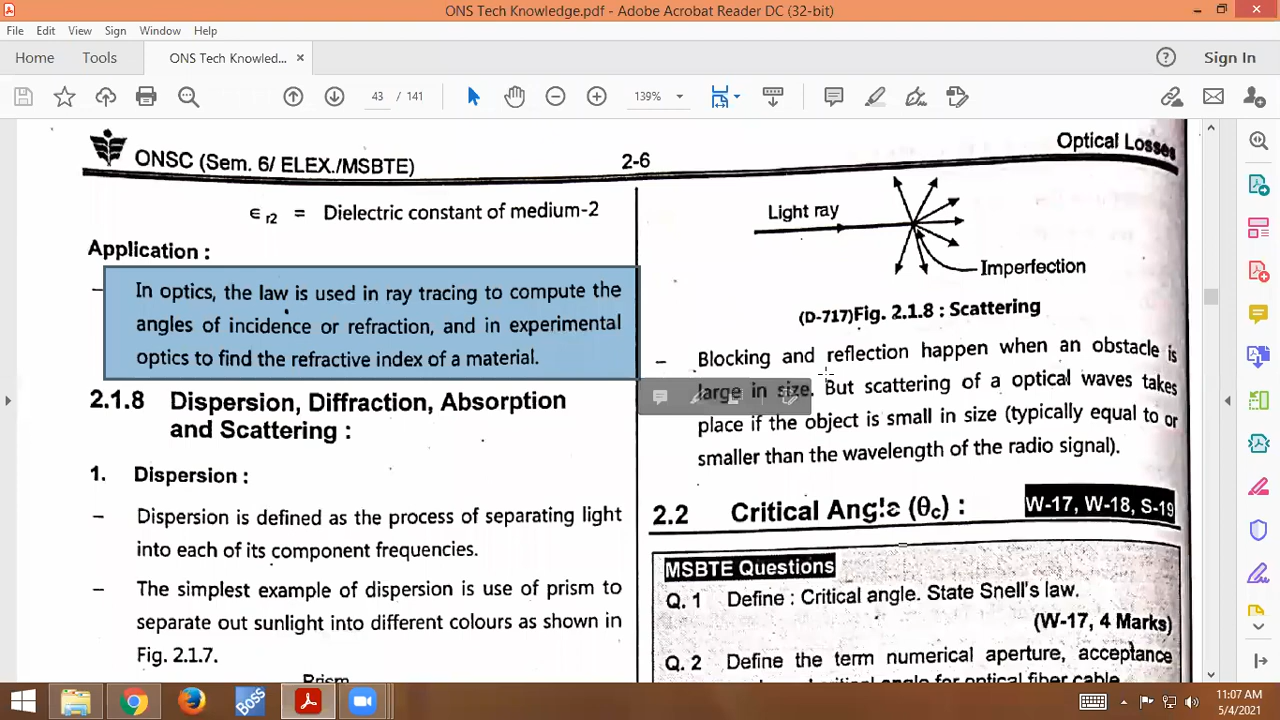 ONS Tech Knowledge.pdf - Adobe Acrobat Reader DC (32-bit)
File Edit View Sign Window Help
Home Tools ONS Tech Knowled... × Sign In
43 / 141 139%
ONSC (Sem. 6/ ELEX./MSBTE) 2-6 Optical Losses
∈ r2 = Dielectric constant of medium-2
Application :
– In optics, the law is used in ray tracing to compute the
angles of incidence or refraction, and in experimental
optics to find the refractive index of a material.
2.1.8 Dispersion, Diffraction, Absorption
and Scattering :
1. Dispersion :
– Dispersion is defined as the process of separating light
into each of its component frequencies.
– The simplest example of dispersion is use of prism to
separate out sunlight into different colours as shown in
Fig. 2.1.7.
Prism
Light ray
Imperfection
(D-717)Fig. 2.1.8 : Scattering
– Blocking and reflection happen when an obstacle is
large in size. But scattering of a optical waves takes
place if the object is small in size (typically equal to or
smaller than the wavelength of the radio signal).
2.2 Critical Angle (θc) : W-17, W-18, S-19
MSBTE Questions
Q. 1 Define : Critical angle. State Snell's law.
(W-17, 4 Marks)
Q. 2 Define the term numerical aperture, acceptance
critical angle for optical fiber cable.
BOSS
11:07 AM
5/4/2021